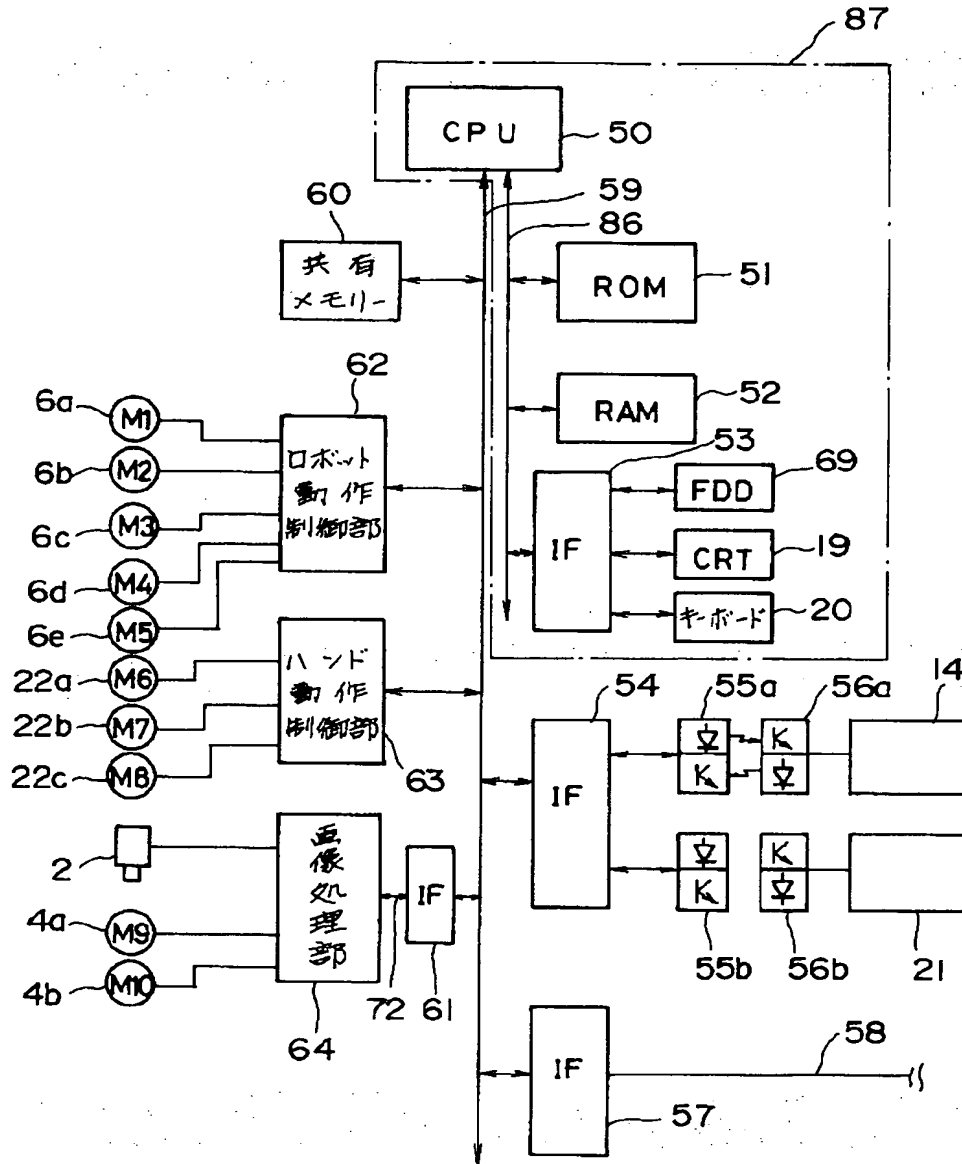 87
CPU
50
59
86
60
共有
メモリー
ROM
51
62
RAM
52
6a
M1
6b
M2
6c
M3
6d
M4
6e
M5
ロボット
動作
制御部
53
IF
FDD
69
CRT
19
キーボード
20
22a
M6
22b
M7
22c
M8
ハンド
動作
制御部
63
54
IF
55a
56a
14
55b
56b
21
2
4a
M9
4b
M10
画像処理部
64
72
IF
61
IF
57
58